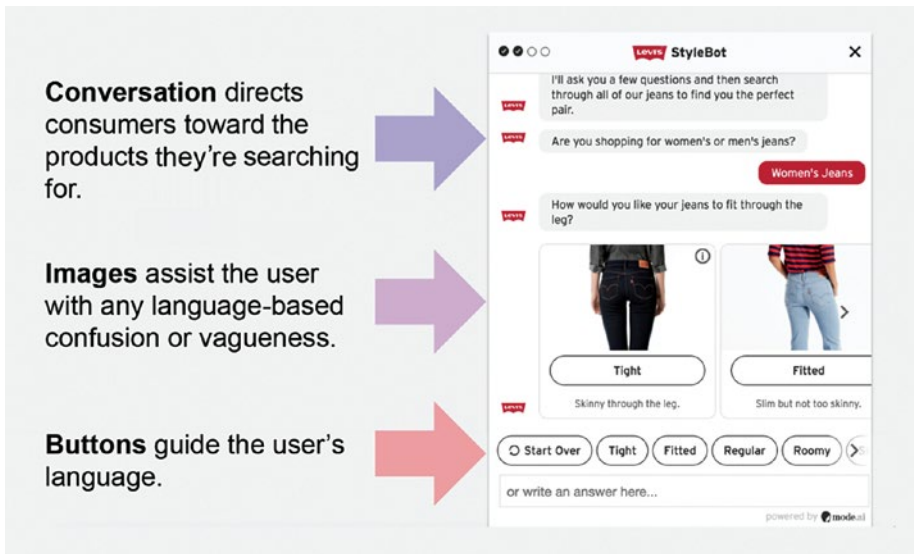 Conversation directs
consumers toward the
products they're searching
for.
Images assist the user
with any language-based
confusion or vagueness.
Buttons guide the user's
language.
Levi's StyleBot
I'll ask you a few questions and then search
through all of our jeans to find you the perfect
pair.
Levi's
Levi's
Are you shopping for women's or men's jeans?
Women's Jeans
How would you like your jeans to fit through the
leg?
Levi's
Tight
Fitted
Skinny through the leg.
Slim but not too skinny.
Levi's
Start Over Tight Fitted Regular Roomy
or write an answer here...
powered by mode.ai